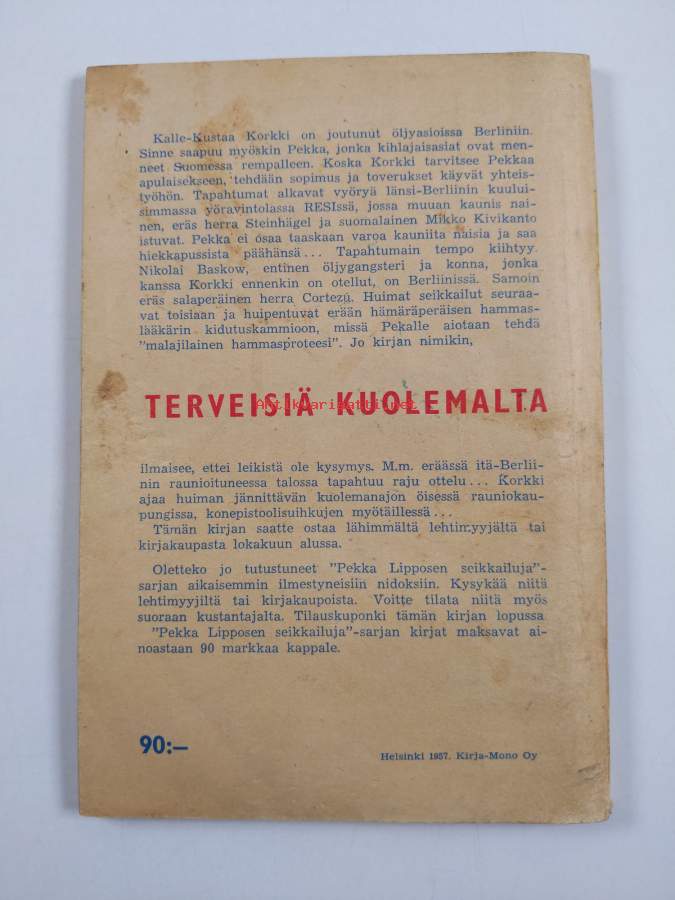 Kalle-Kustaa Korkki on joutunut öljyasioissa Berliniin.
Sinne saapuu myöskin Pekka, jonka kihlajaisasiat ovat men-
neet Suomessa rempalleen. Koska Korkki tarvitsee Pekkaa
apulaisekseen, tehdään sopimus ja toverukset käyvät yhteis-
työhön. Tapahtumat alkavat vyöryä länsi-Berliinin kuului-
simmassa yöravintolassa RESIssä, jossa muuan kaunis nai-
nen, eräs herra Steinhägel ja suomalainen Mikko Kivikanto
istuvat. Pekka ei osaa taaskaan varoa kauniita naisia ja saa
hiekkapussista päähänsä... Tapahtumain tempo kiihtyy.
Nikolai Baskow, entinen öljygangsteri ja konna, jonka
kanssa Korkki ennenkin on otellut, on Berliinissä. Samoin
eräs salaperäinen herra Cortezú. Huimat seikkailut seuraa-
vat toisiaan ja huipentuvat erään hämäräperäisen hammas-
lääkärin kidutuskammioon, missä Pekalle aiotaan tehdä
"malajilainen hammasproteesi". Jo kirjan nimikin,
TERVEISIÄ KUOLEMALTA
Antikvariaatti.net
ilmaisee, ettei leikistä ole kysymys. M.m. eräässä itä-Berlii-
nin raunioituneessa talossa tapahtuu raju ottelu... Korkki
ajaa huiman jännittävän kuolemanajon öisessä rauniokau-
pungissa, konepistoolisuihkujen myötäillessä...
Tämän kirjan saatte ostaa lähimmältä lehtimyyjältä tai
kirjakaupasta lokakuun alussa.
Oletteko jo tutustuneet "Pekka Lipposen seikkailuja"-
sarjan aikaisemmin ilmestyneisiin nidoksiin. Kysykää niitä
lehtimyyjiltä tai kirjakaupoista. Voitte tilata niitä myös
suoraan kustantajalta. Tilauskuponki tämän kirjan lopussa
"Pekka Lipposen seikkailuja"-sarjan kirjat maksavat ai-
noastaan 90 markkaa kappale.
90:—
Helsinki 1957. Kirja-Mono Oy